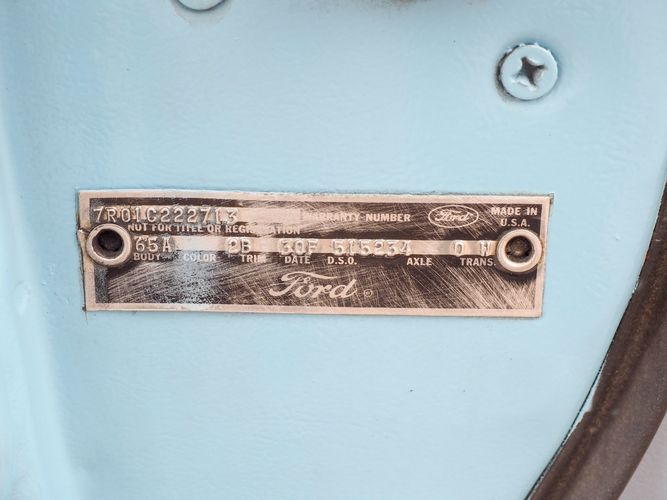 7R01C222713 WARRANTY NUMBER Ford MADE IN U.S.A.
NOT FOR TITLE OR REGISTRATION
65A 2B 30F 515234 0 W
BODY COLOR TRIM DATE D.S.O. AXLE TRANS.
Ford